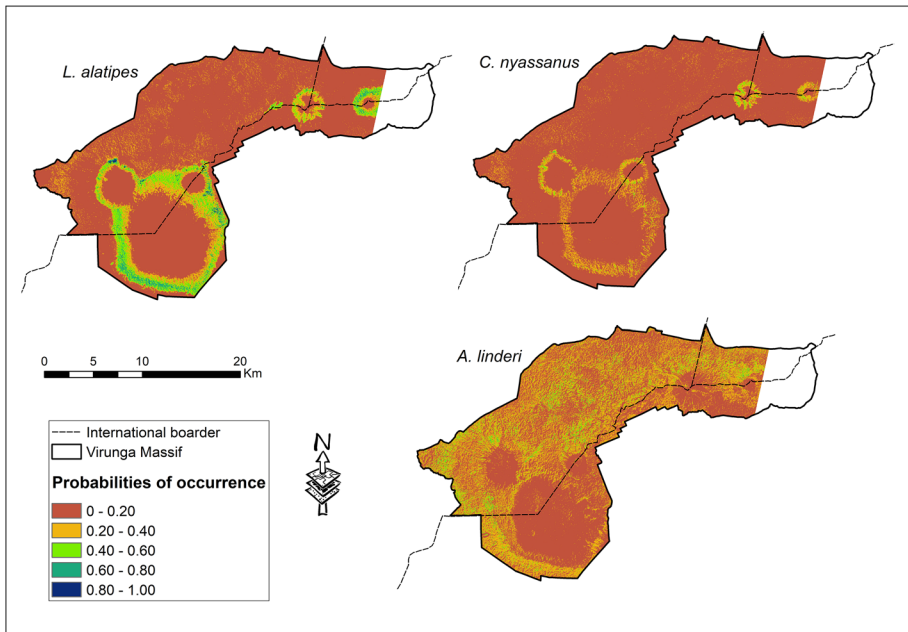 L. alatipes
C. nyassanus
A. linderi
0 5 10 20
Km
International boarder
Virunga Massif
Probabilities of occurrence
0 - 0.20
0.20 - 0.40
0.40 - 0.60
0.60 - 0.80
0.80 - 1.00
N